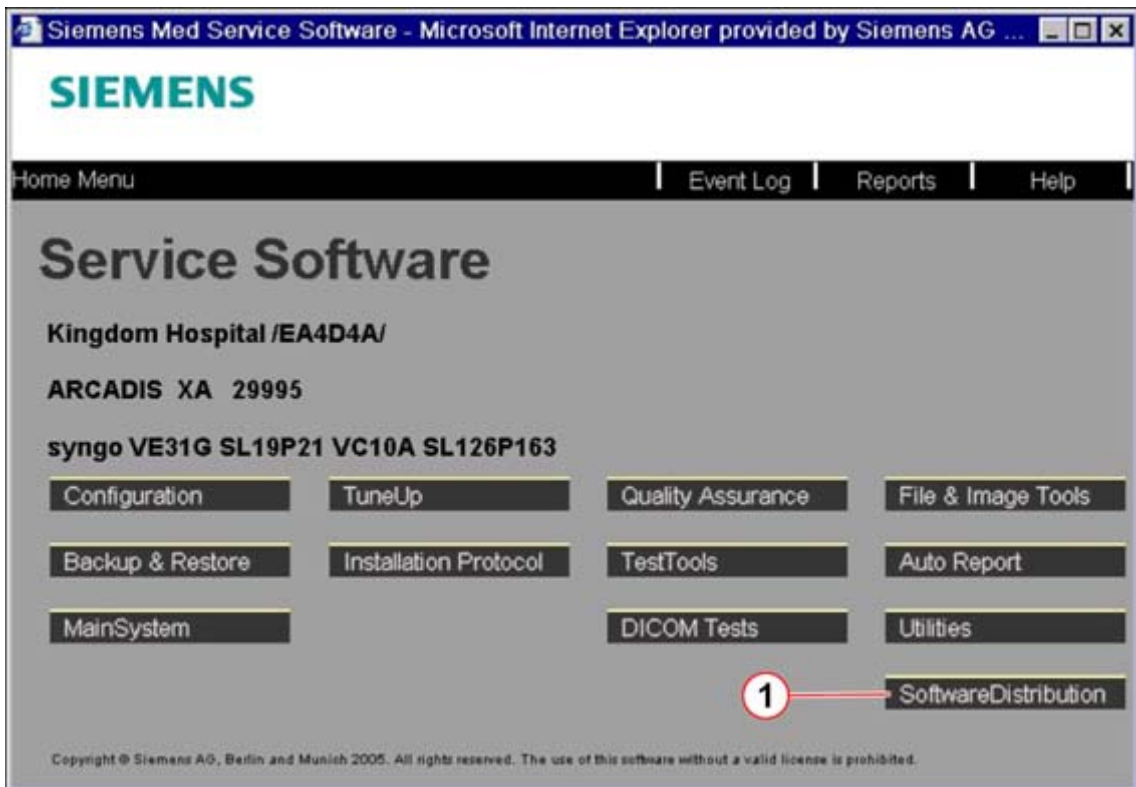 Siemens Med Service Software - Microsoft Internet Explorer provided by Siemens AG ...
SIEMENS
Home Menu Event Log Reports Help
Service Software
Kingdom Hospital /EA4D4A/
ARCADIS XA 29995
syngo VE31G SL19P21 VC10A SL126P163
Configuration TuneUp Quality Assurance File & Image Tools
Backup & Restore Installation Protocol TestTools Auto Report
MainSystem DICOM Tests Utilities
1 SoftwareDistribution
Copyright © Siemens AG, Berlin and Munich 2005. All rights reserved. The use of this software without a valid license is prohibited.